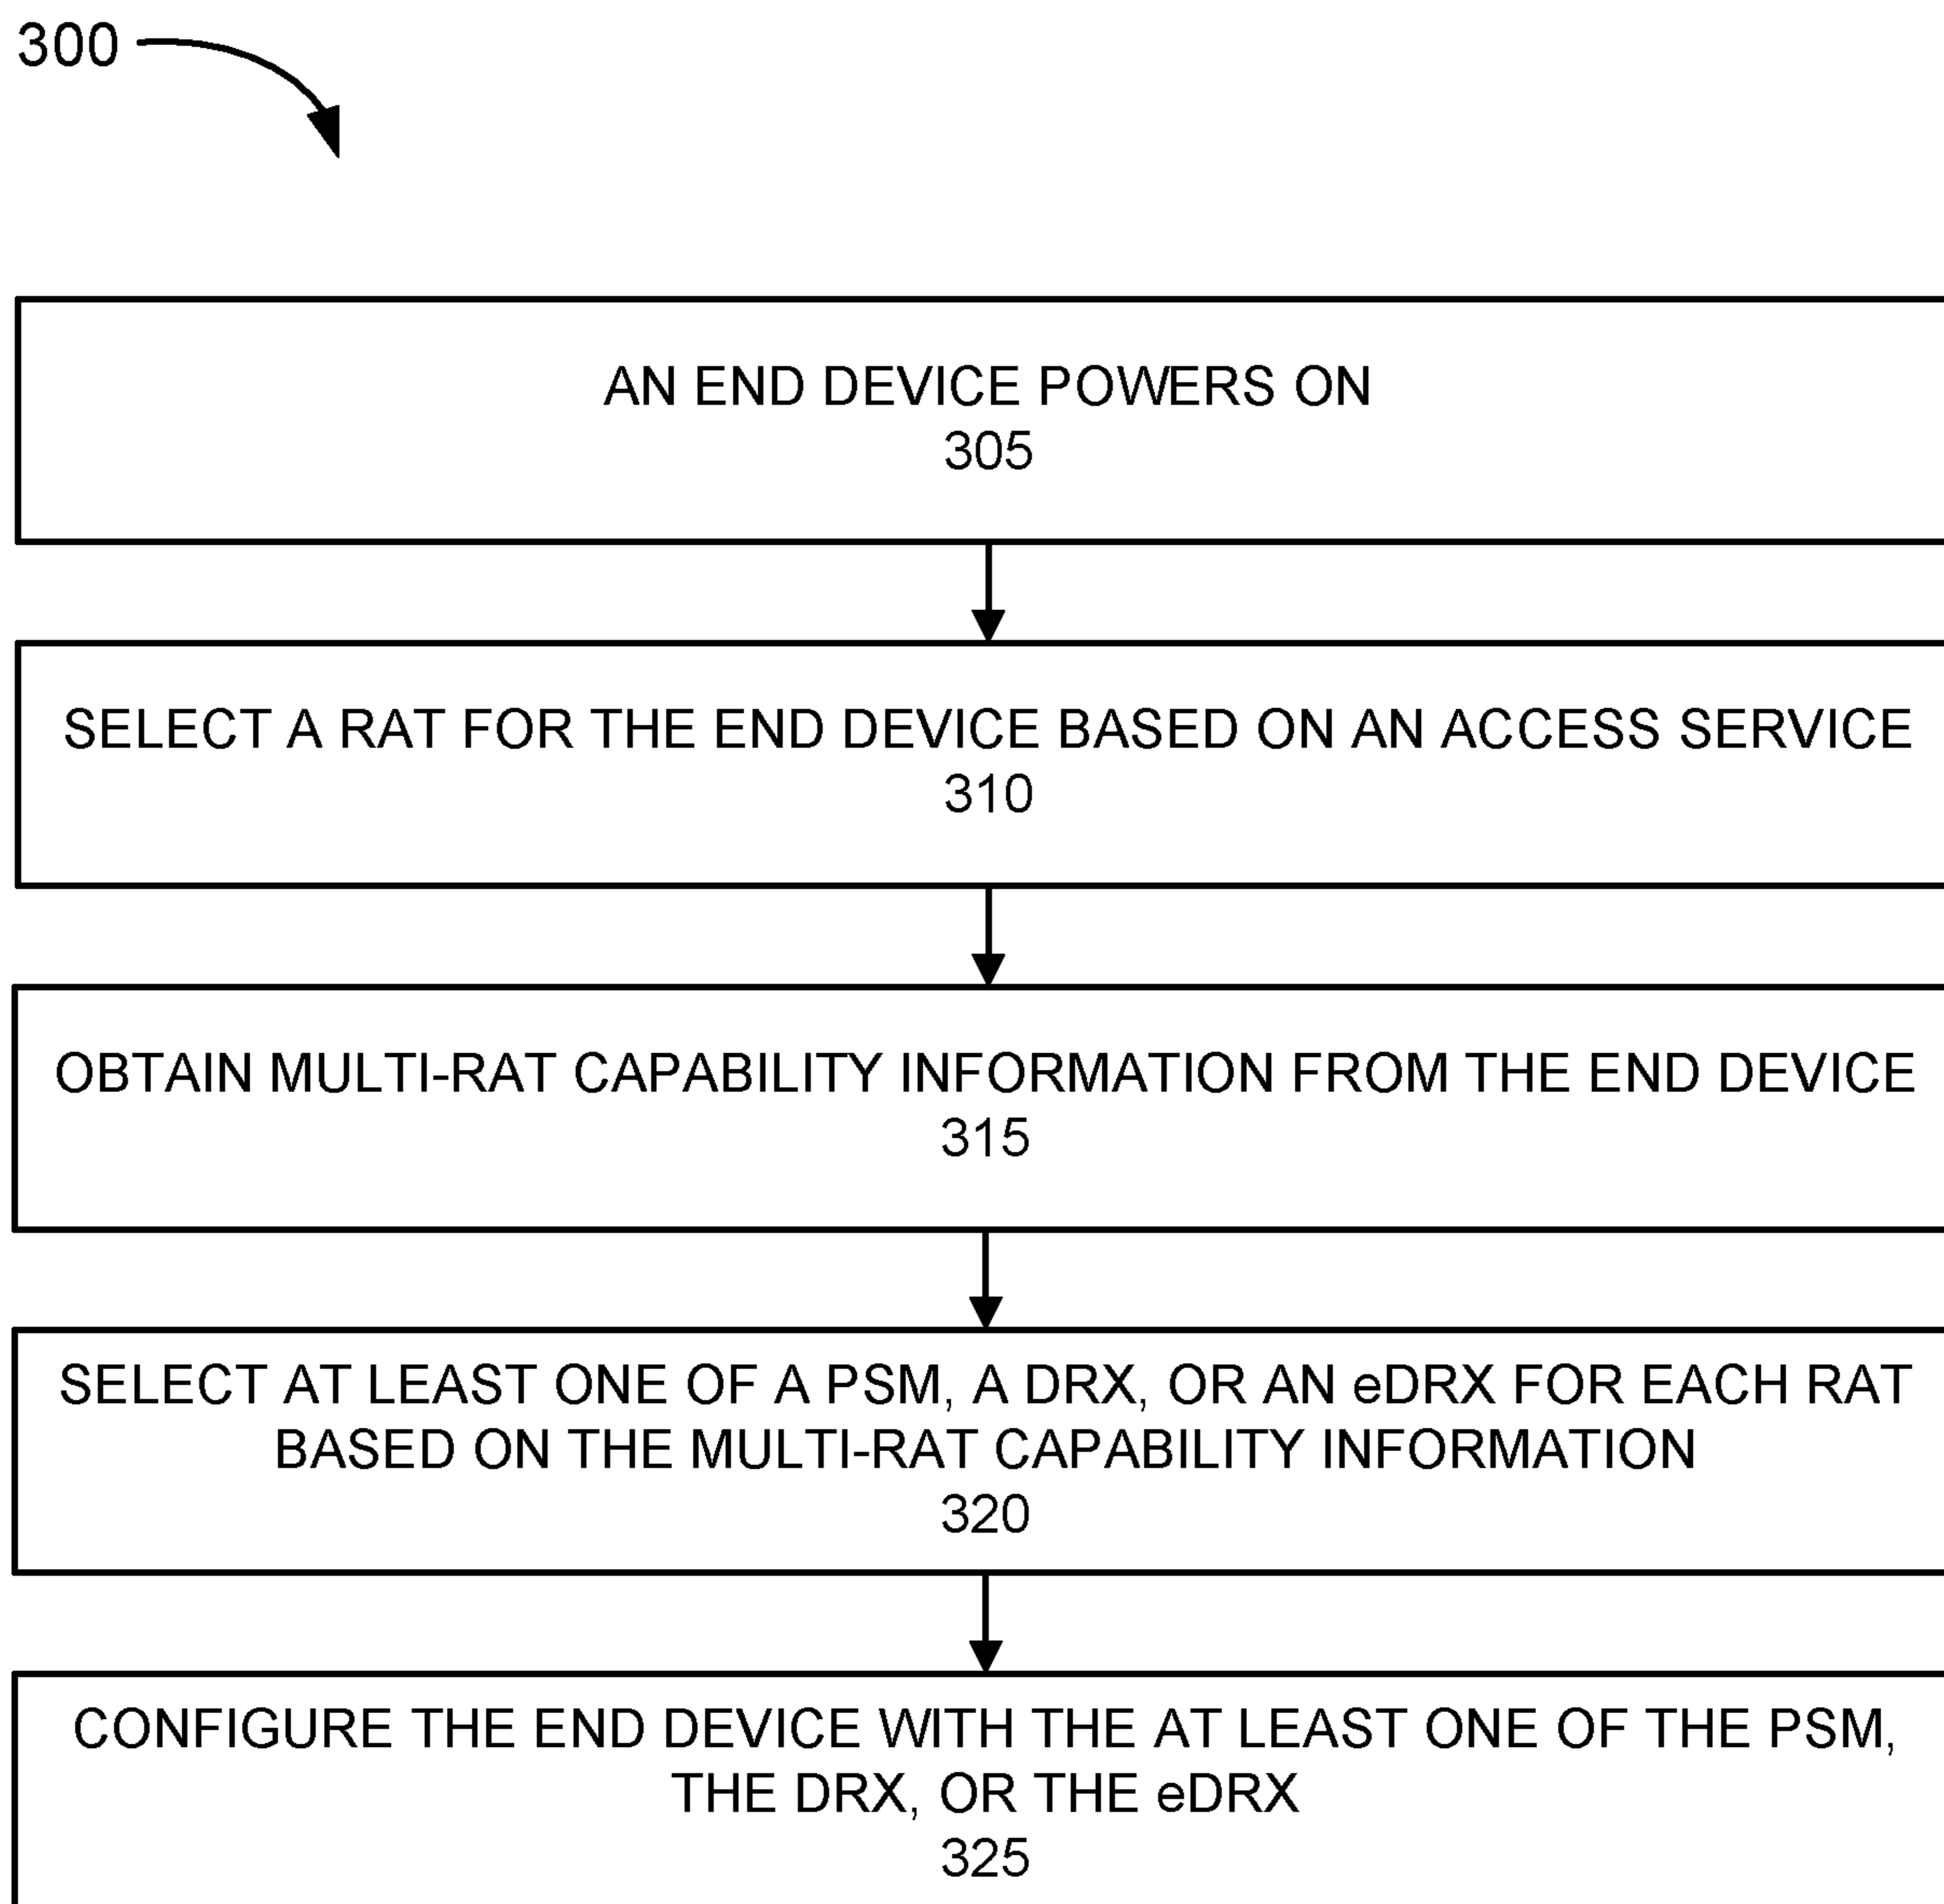 300
AN END DEVICE POWERS ON
305
SELECT A RAT FOR THE END DEVICE BASED ON AN ACCESS SERVICE
310
OBTAIN MULTI-RAT CAPABILITY INFORMATION FROM THE END DEVICE
315
SELECT AT LEAST ONE OF A PSM, A DRX, OR AN eDRX FOR EACH RAT
BASED ON THE MULTI-RAT CAPABILITY INFORMATION
320
CONFIGURE THE END DEVICE WITH THE AT LEAST ONE OF THE PSM,
THE DRX, OR THE eDRX
325